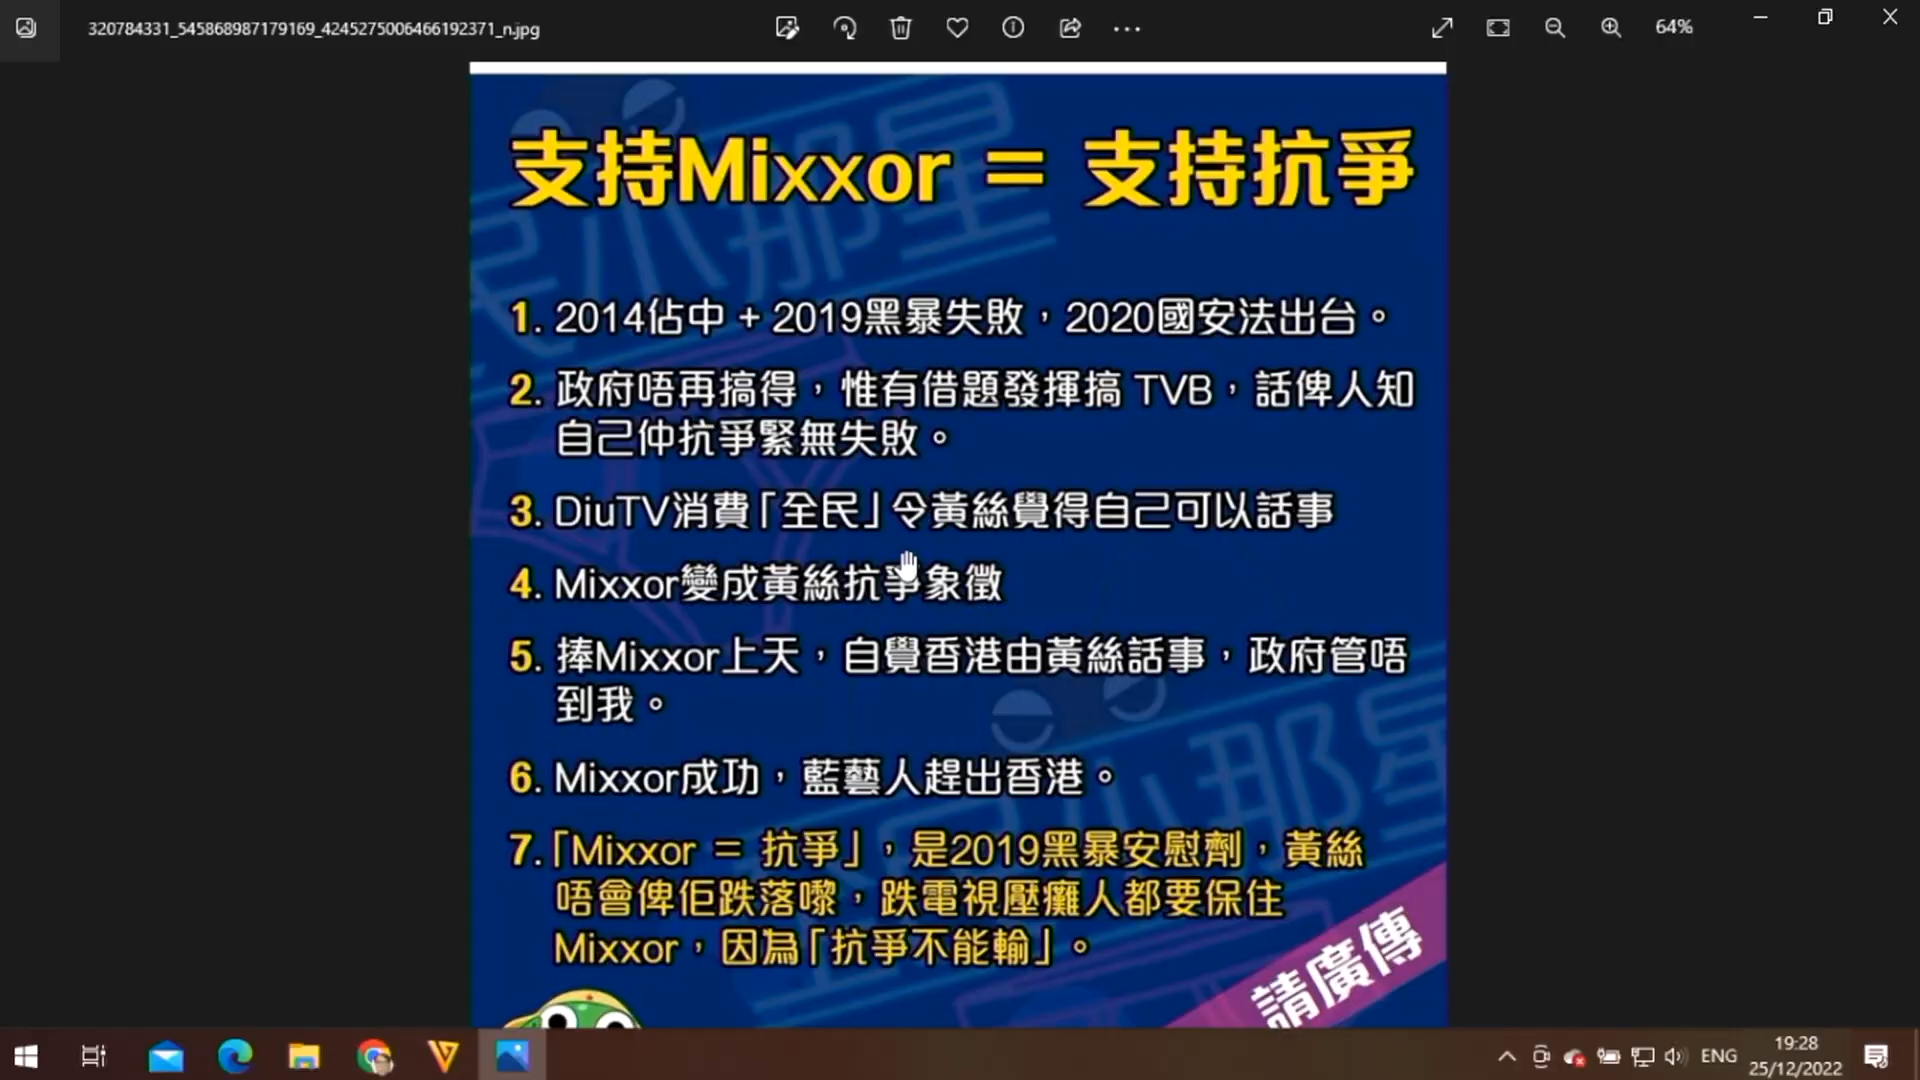 320784331_545868987179169_4245275006466192371_n.jpg
64%
支持Mixxor = 支持抗爭
1. 2014佔中 + 2019黑暴失敗，2020國安法出台。
2. 政府唔再搞得，惟有借題發揮搞 TVB，話俾人知
自己仲抗爭緊無失敗。
3. DiuTV消費「全民」令黃絲覺得自己可以話事
4. Mixxor變成黃絲抗爭象徵
5. 捧Mixxor上天，自覺香港由黃絲話事，政府管唔
到我。
6. Mixxor成功，藍藝人趕出香港。
7.「Mixxor = 抗爭」，是2019黑暴安慰劑，黃絲
唔會俾佢跌落嚟，跌電視壓癱人都要保住
Mixxor，因為「抗爭不能輸」。
請廣傳
ENG
19:28
25/12/2022